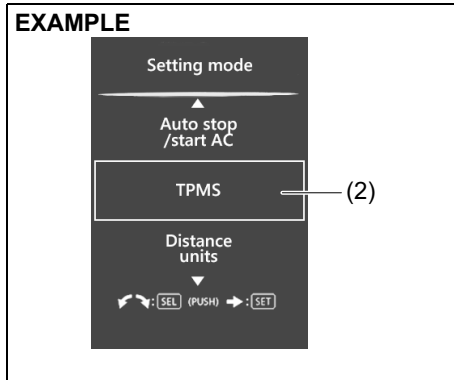 EXAMPLE
Setting mode
Auto stop
/start AC
TPMS
(2)
Distance
units
:SEL (PUSH) :SET